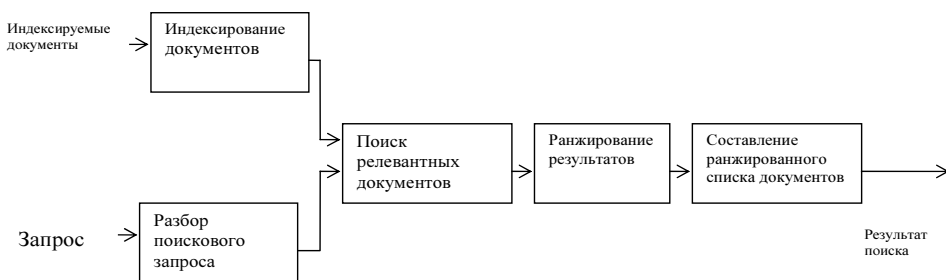 Индексируемые
документы
Индексирование
документов
Поиск
релевантных
документов
Ранжирование
результатов
Составление
ранжированного
списка документов
Запрос
Разбор
поискового
запроса
Результат
поиска